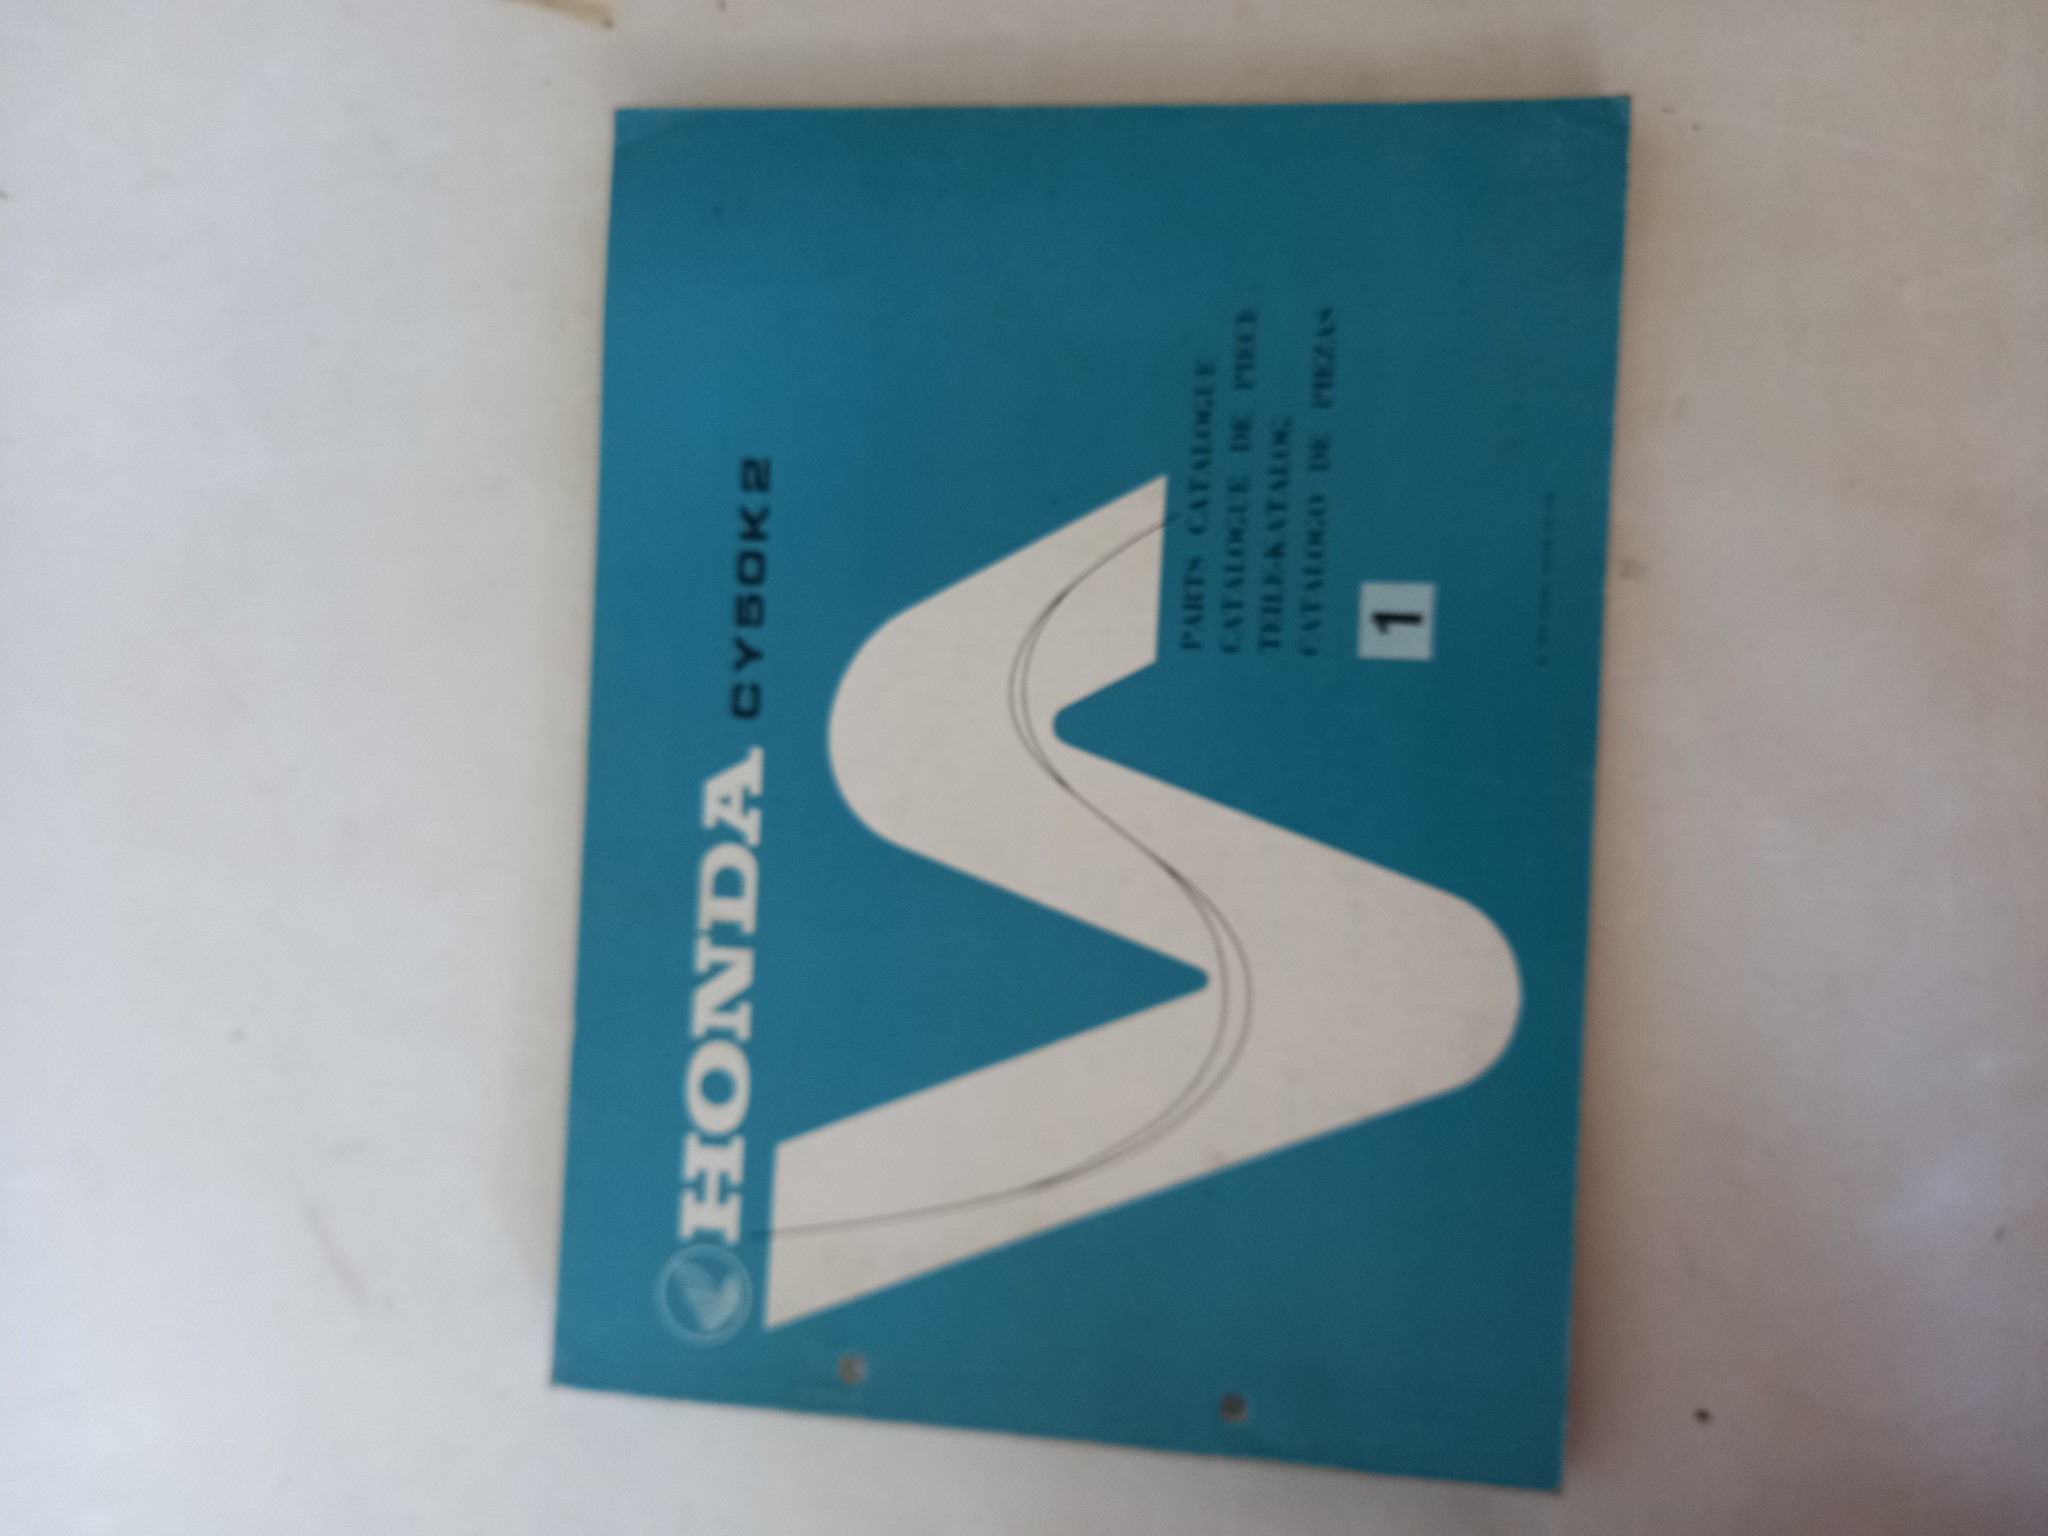 HONDA CY50K2
PARTS CATALOGUE
CATALOGUE DE PIECE
TEILE-KATALOG
CATALOGO DE PIEZAS
1